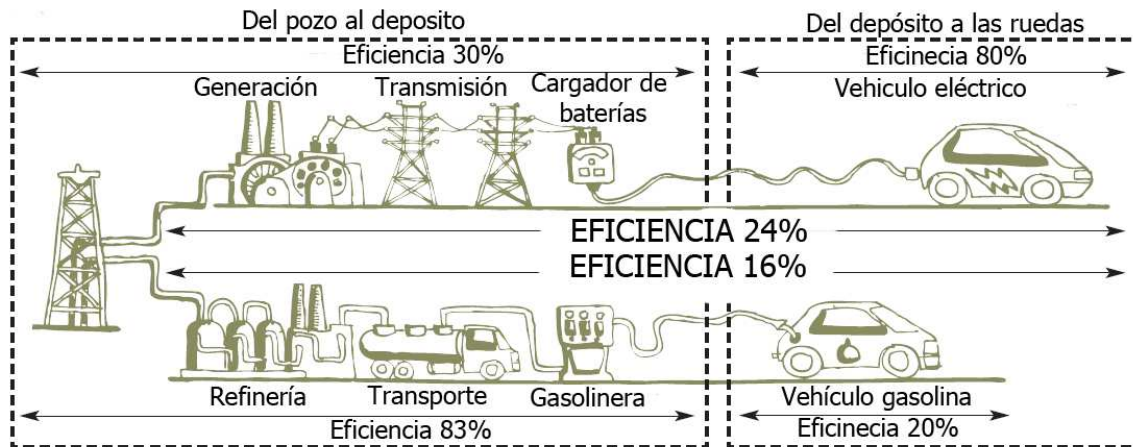 Del pozo al deposito
Del depósito a las ruedas
Eficiencia 30%
Eficinecia 80%
Generación
Transmisión
Cargador de
baterías
Vehiculo eléctrico
EFICIENCIA 24%
EFICIENCIA 16%
Refinería
Transporte
Gasolinera
Vehículo gasolina
Eficiencia 83%
Eficinecia 20%